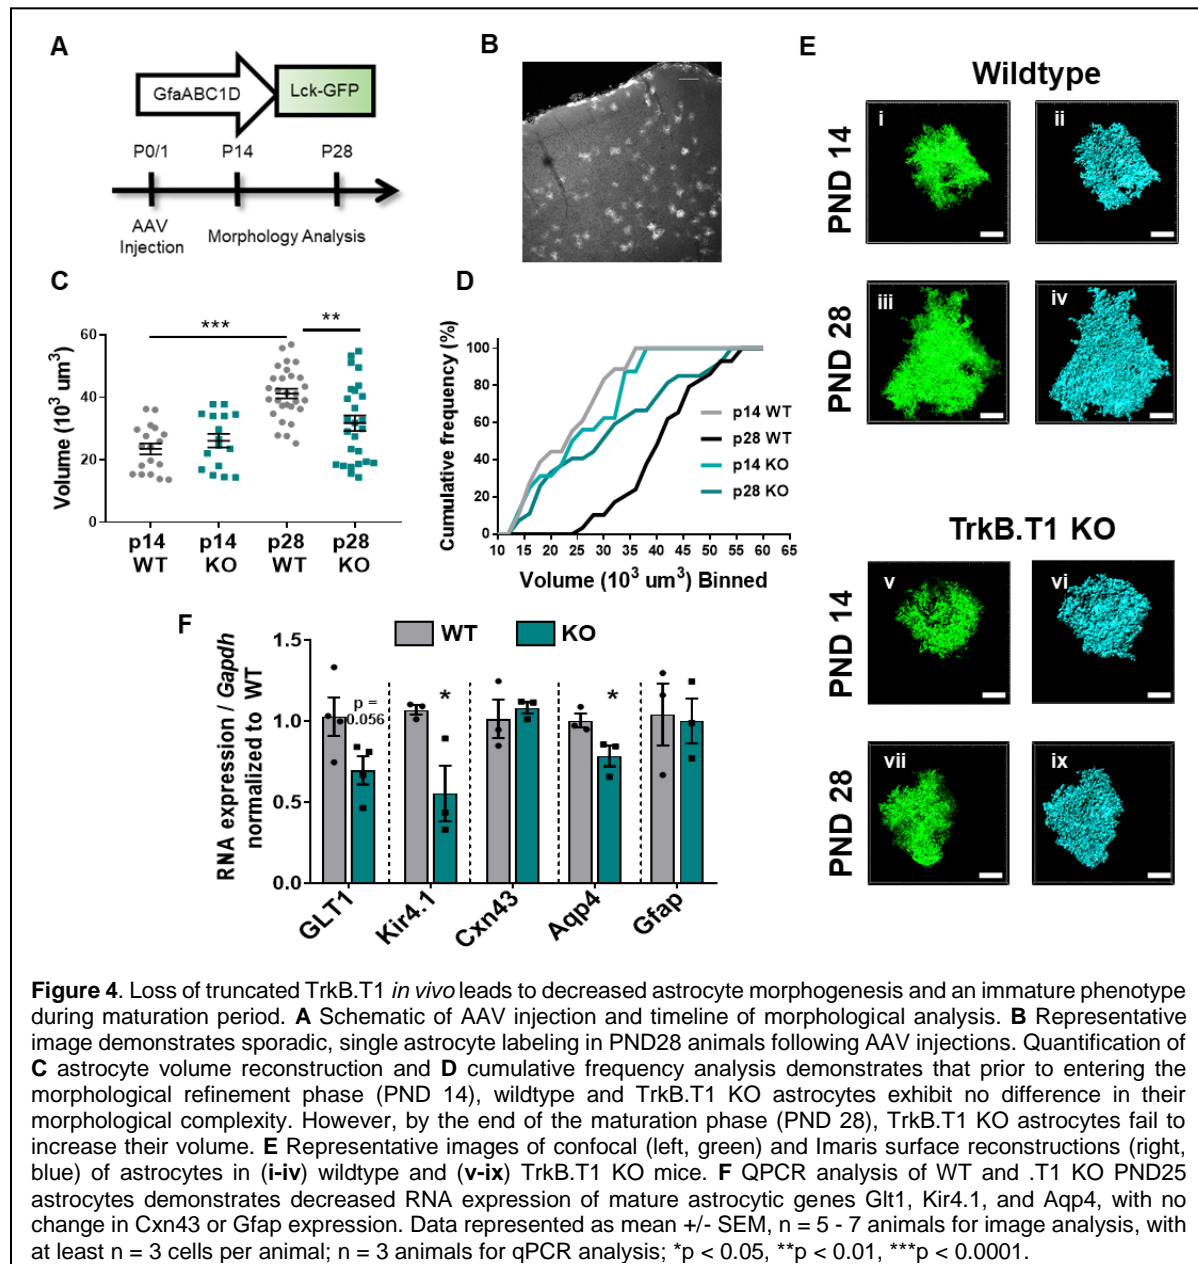 A
GfaABC1D
Lck-GFP
P0/1
P14
P28
AAV
Injection
Morphology Analysis
B
C
Volume (10³ um³)
60
40
20
0
***
**
p14
WT
p14
KO
p28
WT
p28
KO
D
Cumulative frequency (%)
100
80
60
40
20
0
10 15 20 25 30 35 40 45 50 55 60 65
Volume (10³ um³) Binned
p14 WT
p28 WT
p14 KO
p28 KO
E
Wildtype
PND 14
i
ii
PND 28
iii
iv
TrkB.T1 KO
PND 14
v
vi
PND 28
vii
ix
F
RNA expression / Gapdh
normalized to WT
1.5
1.0
0.5
0.0
WT
KO
p =
0.056
*
*
GLT1
Kir4.1
Cxn43
Aqp4
Gfap
Figure 4. Loss of truncated TrkB.T1 in vivo leads to decreased astrocyte morphogenesis and an immature phenotype
during maturation period. A Schematic of AAV injection and timeline of morphological analysis. B Representative
image demonstrates sporadic, single astrocyte labeling in PND28 animals following AAV injections. Quantification of
C astrocyte volume reconstruction and D cumulative frequency analysis demonstrates that prior to entering the
morphological refinement phase (PND 14), wildtype and TrkB.T1 KO astrocytes exhibit no difference in their
morphological complexity. However, by the end of the maturation phase (PND 28), TrkB.T1 KO astrocytes fail to
increase their volume. E Representative images of confocal (left, green) and Imaris surface reconstructions (right,
blue) of astrocytes in (i-iv) wildtype and (v-ix) TrkB.T1 KO mice. F QPCR analysis of WT and .T1 KO PND25
astrocytes demonstrates decreased RNA expression of mature astrocytic genes Glt1, Kir4.1, and Aqp4, with no
change in Cxn43 or Gfap expression. Data represented as mean +/- SEM, n = 5 - 7 animals for image analysis, with
at least n = 3 cells per animal; n = 3 animals for qPCR analysis; *p < 0.05, **p < 0.01, ***p < 0.0001.